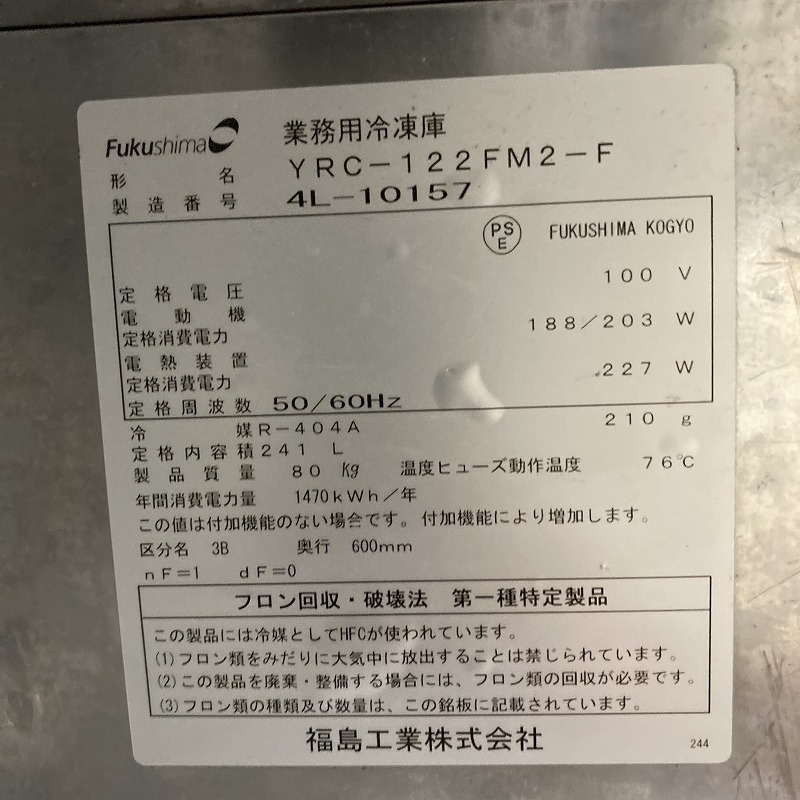 Fukushima 業務用冷凍庫
形名 YRC-122FM2-F
製造番号 4L-10157
PSE FUKUSHIMA KOGYO
定格電圧 100 V
電動機
定格消費電力 188/203 W
電熱装置
定格消費電力 227 W
定格周波数 50/60Hz
冷媒 R-404A 210 g
定格内容積 241 L
製品質量 80 kg 温度ヒューズ動作温度 76℃
年間消費電力量 1470kWh/年
この値は付加機能のない場合です。付加機能により増加します。
区分名 3B 奥行 600mm
nF=1 dF=0
フロン回収・破壊法 第一種特定製品
この製品には冷媒としてHFCが使われています。
(1)フロン類をみだりに大気中に放出することは禁じられています。
(2)この製品を廃棄・整備する場合には、フロン類の回収が必要です。
(3)フロン類の種類及び数量は、この銘板に記載されています。
福島工業株式会社
244